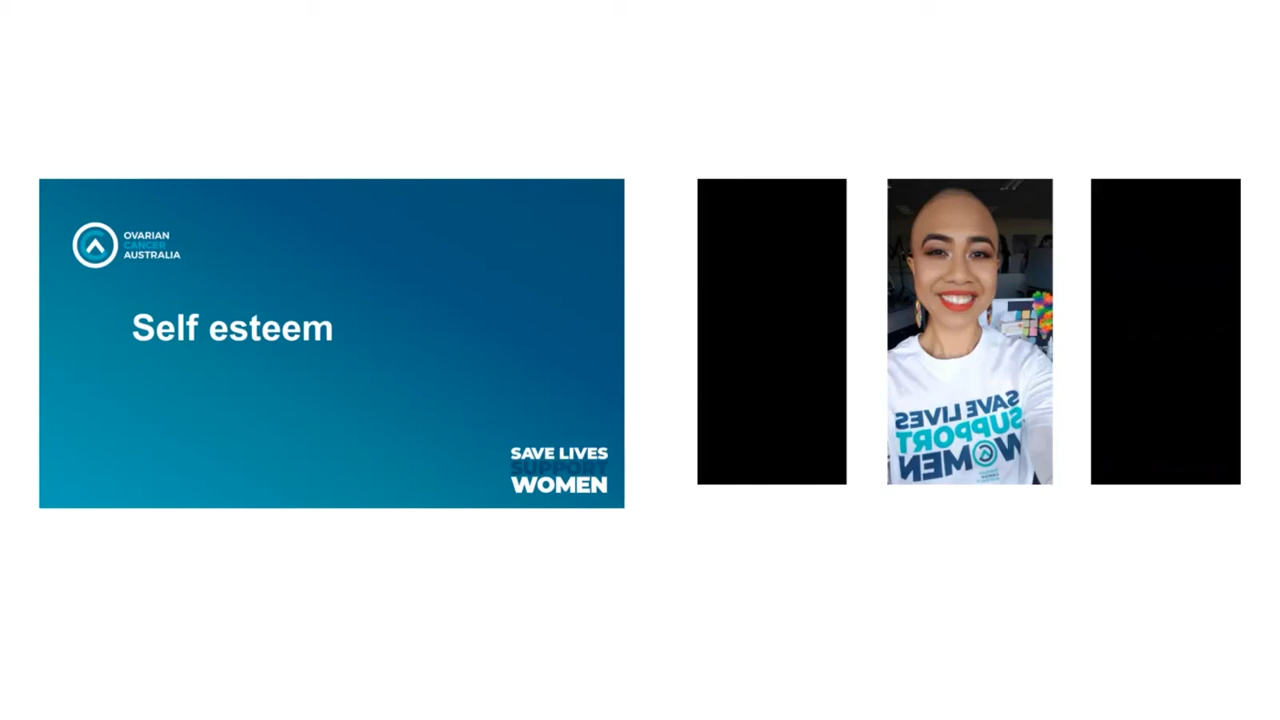 OVARIAN
CANCER
AUSTRALIA
Self esteem
SAVE LIVES
SUPPORT
WOMEN
SAVE LIVES
SUPPORT
WOMEN